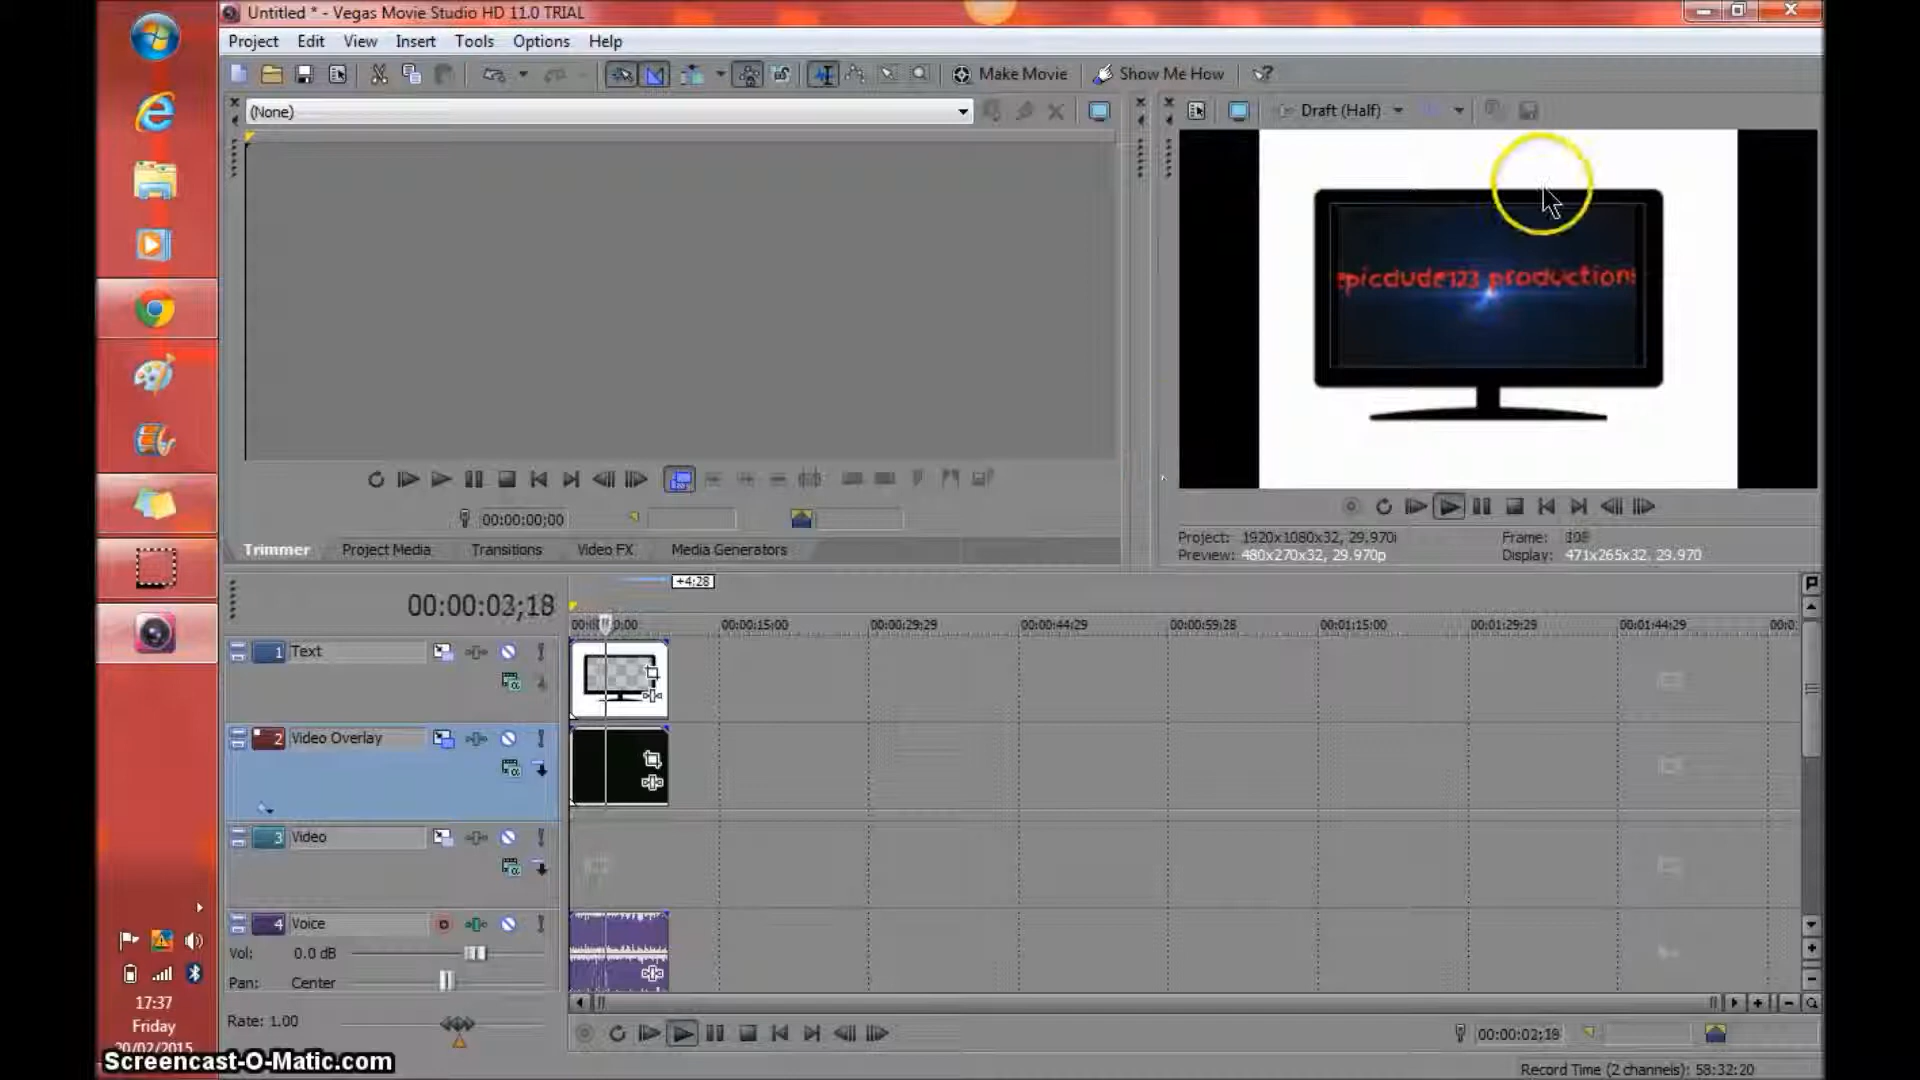 Untitled * - Vegas Movie Studio HD 11.0 TRIAL
Project Edit View Insert Tools Options Help
Make Movie Show Me How
(None)
Draft (Half)
epicdude123 productions
00:00:00;00
Trimmer Project Media Transitions Video FX Media Generators
Project: 1920x1080x32, 29.970i
Frame: 108
Preview: 480x270x32, 29.970p
Display: 471x265x32, 29.970
+4:28
00:00:03;18
00:00:15:00 00:00:29;29 00:00:44;29 00:00:59;28 00:01:15:00 00:01:29;29 00:01:44;29
1 Text
2 Video Overlay
3 Video
4 Voice
Vol: 0.0 dB
Pan: Center
Rate: 1.00
00:00:02;18
Record Time (2 channels): 58:32:20
17:37
Friday
20/02/2015
Screencast-O-Matic.com